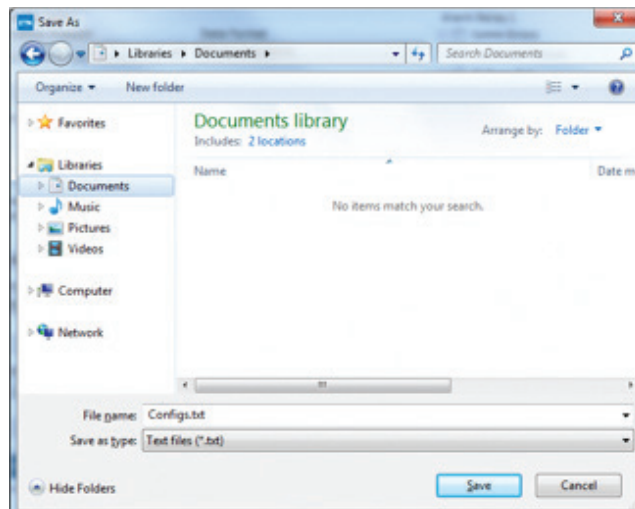 Save As
Libraries ▸ Documents ▸
Search Documents
Organize
New folder
Favorites
Documents library
Includes: 2 locations
Arrange by: Folder
Libraries
Name
Date m
Documents
No items match your search.
Music
Pictures
Videos
Computer
Network
File name: Configs.txt
Save as type: Text files (*.txt)
Hide Folders
Save
Cancel